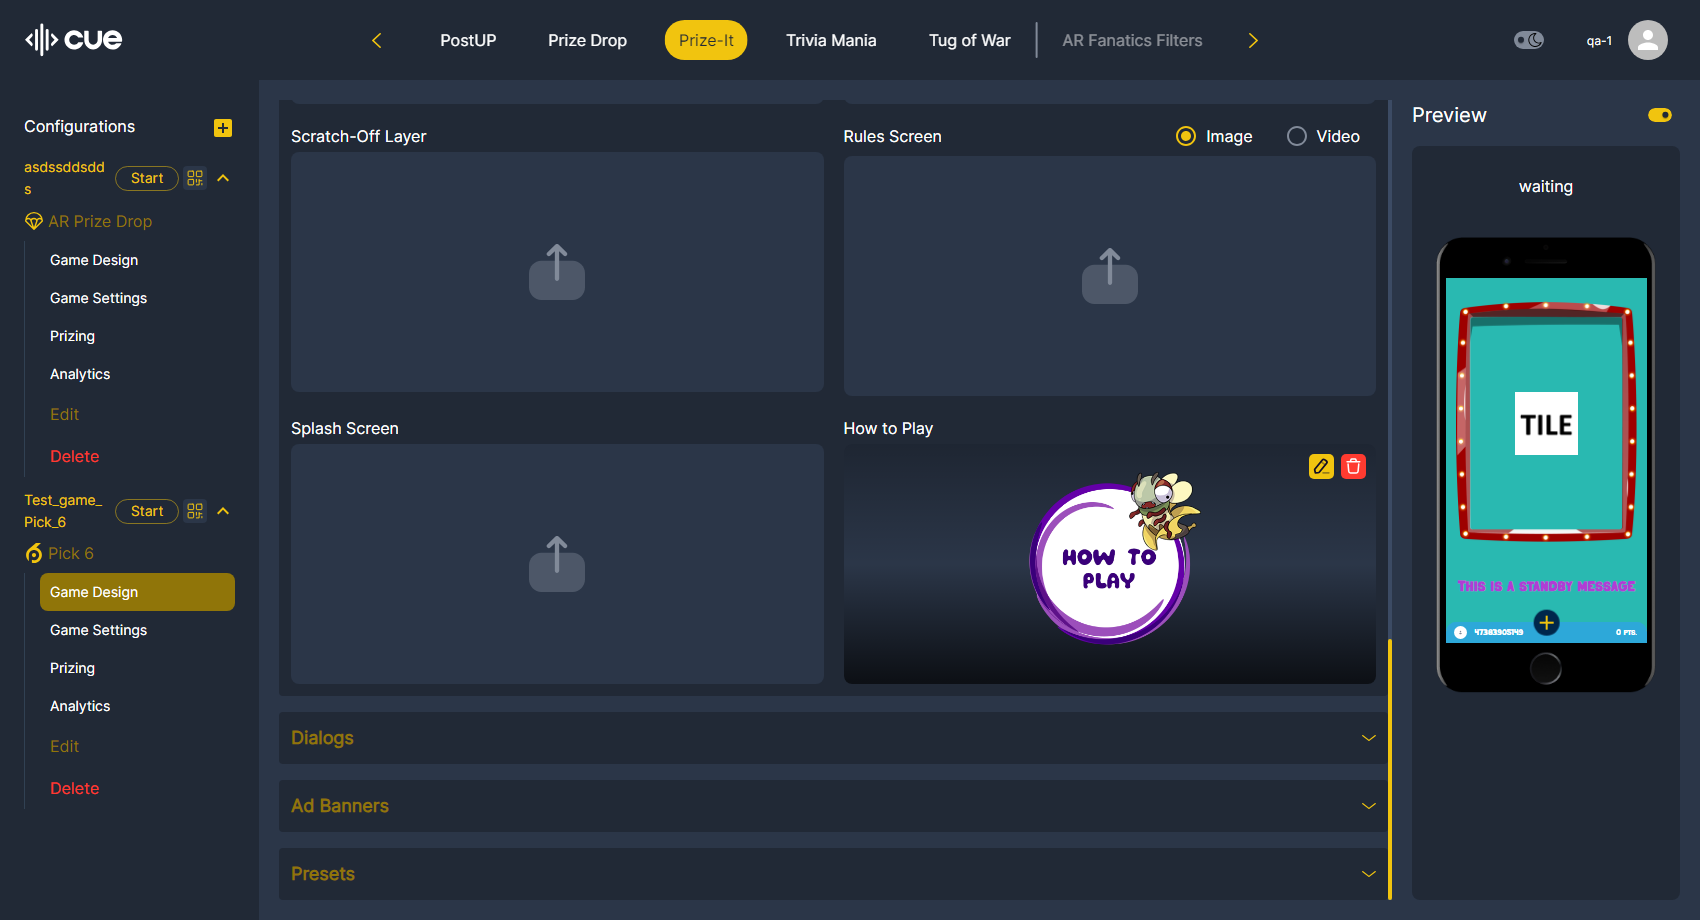 cue
PostUP
Prize Drop
Prize-It
Trivia Mania
Tug of War
AR Fanatics Filters
qa-1
Configurations
asdssddsdd
s
Start
AR Prize Drop
Game Design
Game Settings
Prizing
Analytics
Edit
Delete
Test_game_
Pick_6
Start
Pick 6
Game Design
Game Settings
Prizing
Analytics
Edit
Delete
Scratch-Off Layer
Rules Screen
Image
Video
Splash Screen
How to Play
HOW TO
PLAY
Dialogs
Ad Banners
Presets
Preview
waiting
TILE
THIS IS A STANDBY MESSAGE
0 PTS.